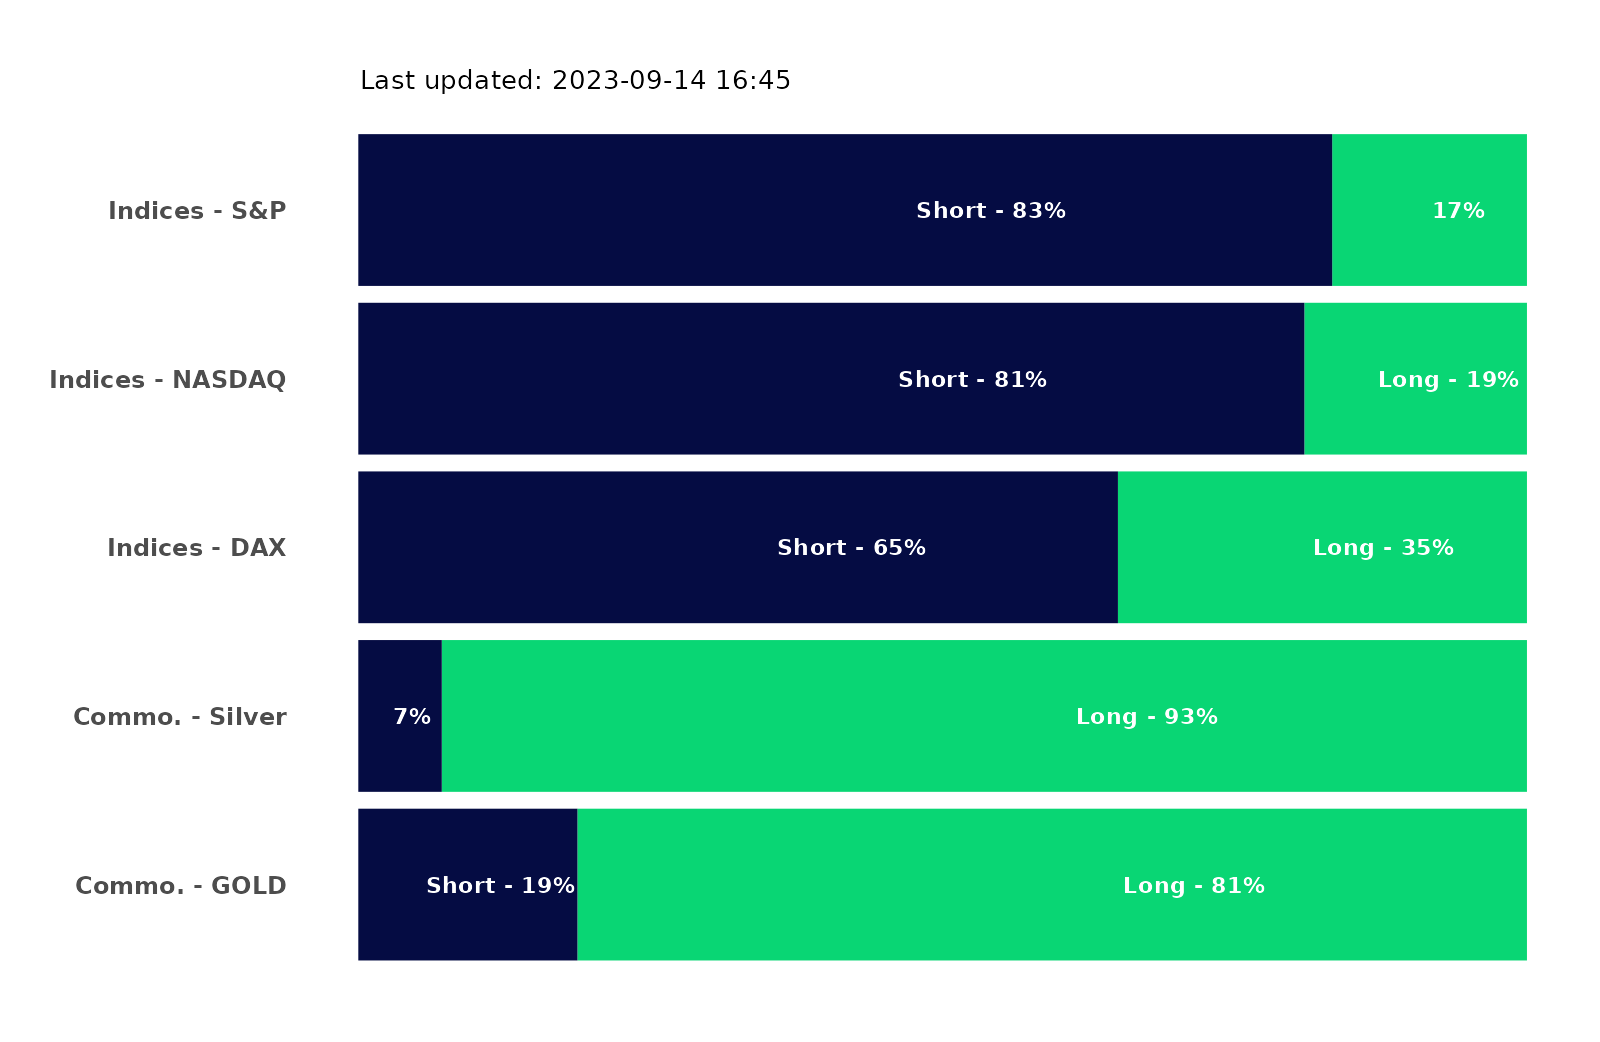 Last updated: 2023-09-14 16:45
Indices - S&P Short - 83% 17%
Indices - NASDAQ Short - 81% Long - 19%
Indices - DAX Short - 65% Long - 35%
Commo. - Silver 7% Long - 93%
Commo. - GOLD Short - 19% Long - 81%